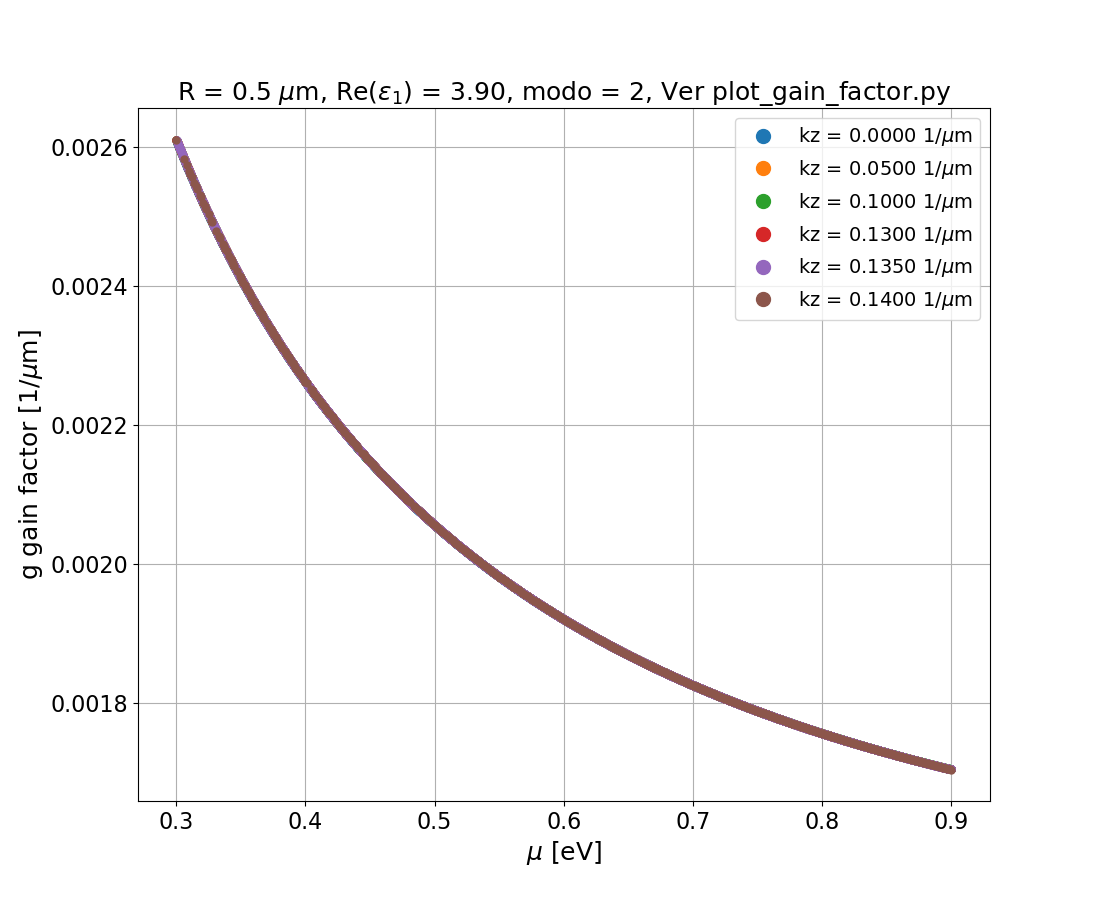 R = 0.5 μm, Re(ε₁) = 3.90, modo = 2, Ver plot_gain_factor.py
kz = 0.0000 1/μm
kz = 0.0500 1/μm
kz = 0.1000 1/μm
kz = 0.1300 1/μm
kz = 0.1350 1/μm
kz = 0.1400 1/μm
g gain factor [1/μm]
0.0026
0.0024
0.0022
0.0020
0.0018
0.3 0.4 0.5 0.6 0.7 0.8 0.9
μ [eV]